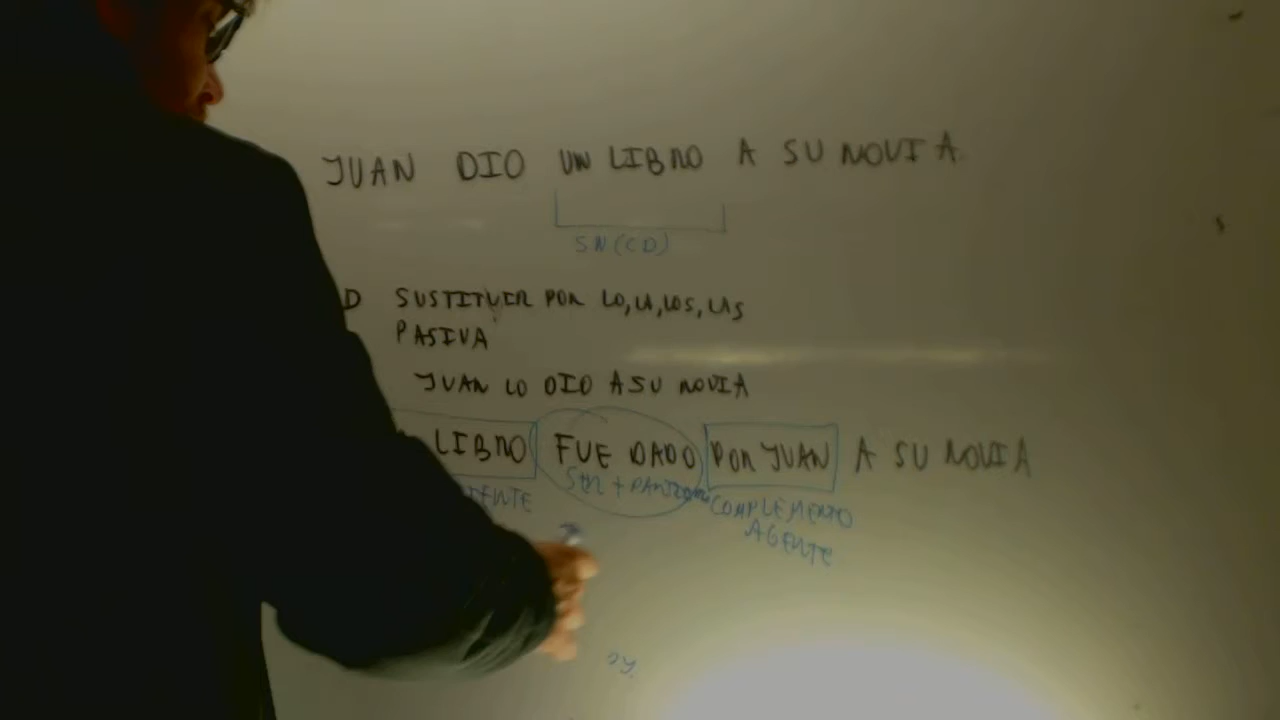 JUAN DIO UN LIBRO A SU NOVIA
SN (CD)
D SUSTITUIR POR LO, LA, LOS, LAS
PASIVA
JUAN LO DIO A SU NOVIA
LIBRO FUE DADO POR JUAN A SU NOVIA
SER + COMPLEMENTO
AGENTE